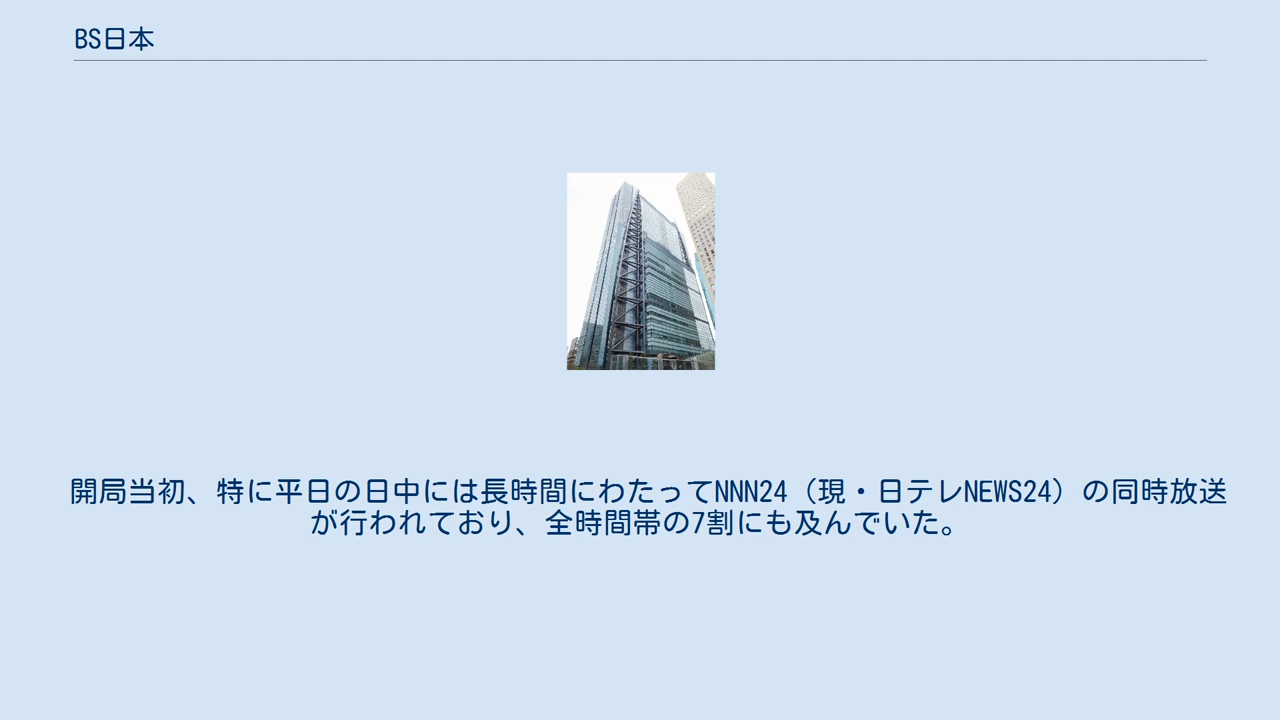 BS日本
開局当初、特に平日の日中には長時間にわたってNNN24（現・日テレNEWS24）の同時放送
が行われており、全時間帯の7割にも及んでいた。